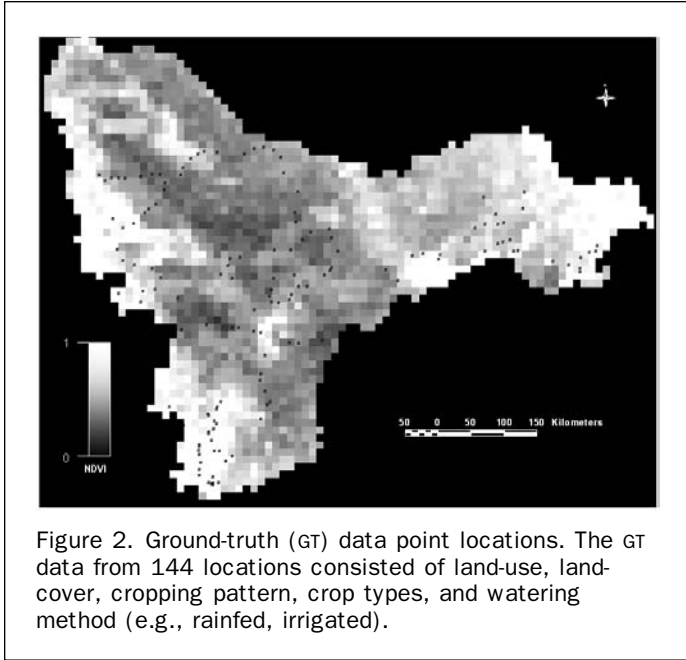 1
0
NDVI
50 0 50 100 150 Kilometers
Figure 2. Ground-truth (GT) data point locations. The GT
data from 144 locations consisted of land-use, land-
cover, cropping pattern, crop types, and watering
method (e.g., rainfed, irrigated).